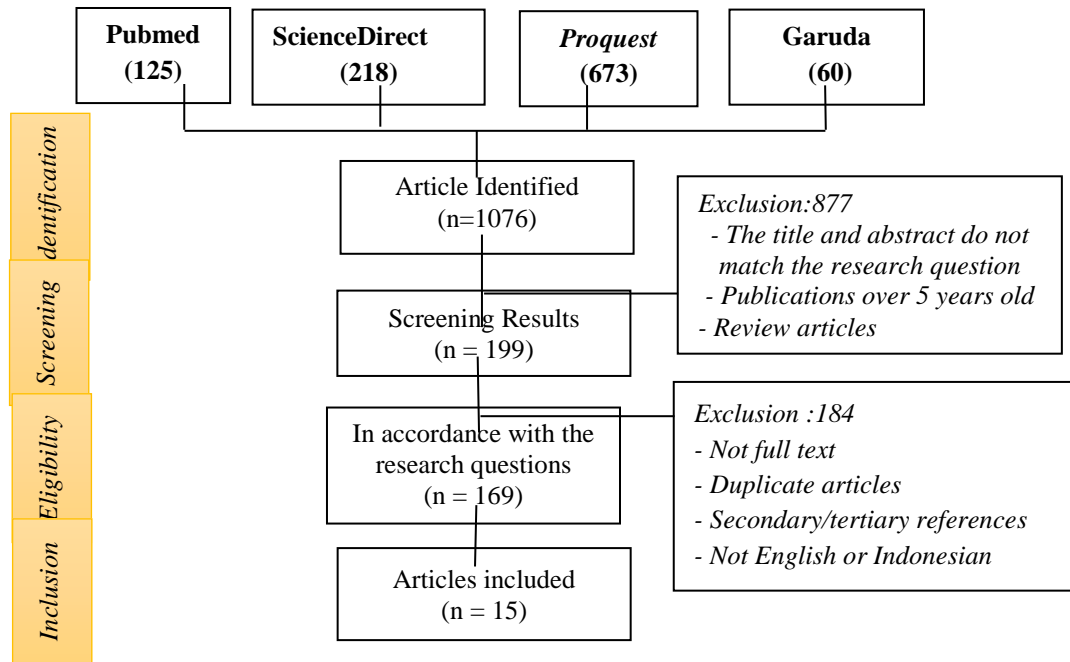 Pubmed
(125)
ScienceDirect
(218)
Proquest
(673)
Garuda
(60)
dentification
Article Identified
(n=1076)
Exclusion:877
- The title and abstract do not
match the research question
- Publications over 5 years old
- Review articles
Screening
Screening Results
(n = 199)
Eligibility
In accordance with the
research questions
(n = 169)
Exclusion :184
- Not full text
- Duplicate articles
- Secondary/tertiary references
- Not English or Indonesian
Inclusion
Articles included
(n = 15)